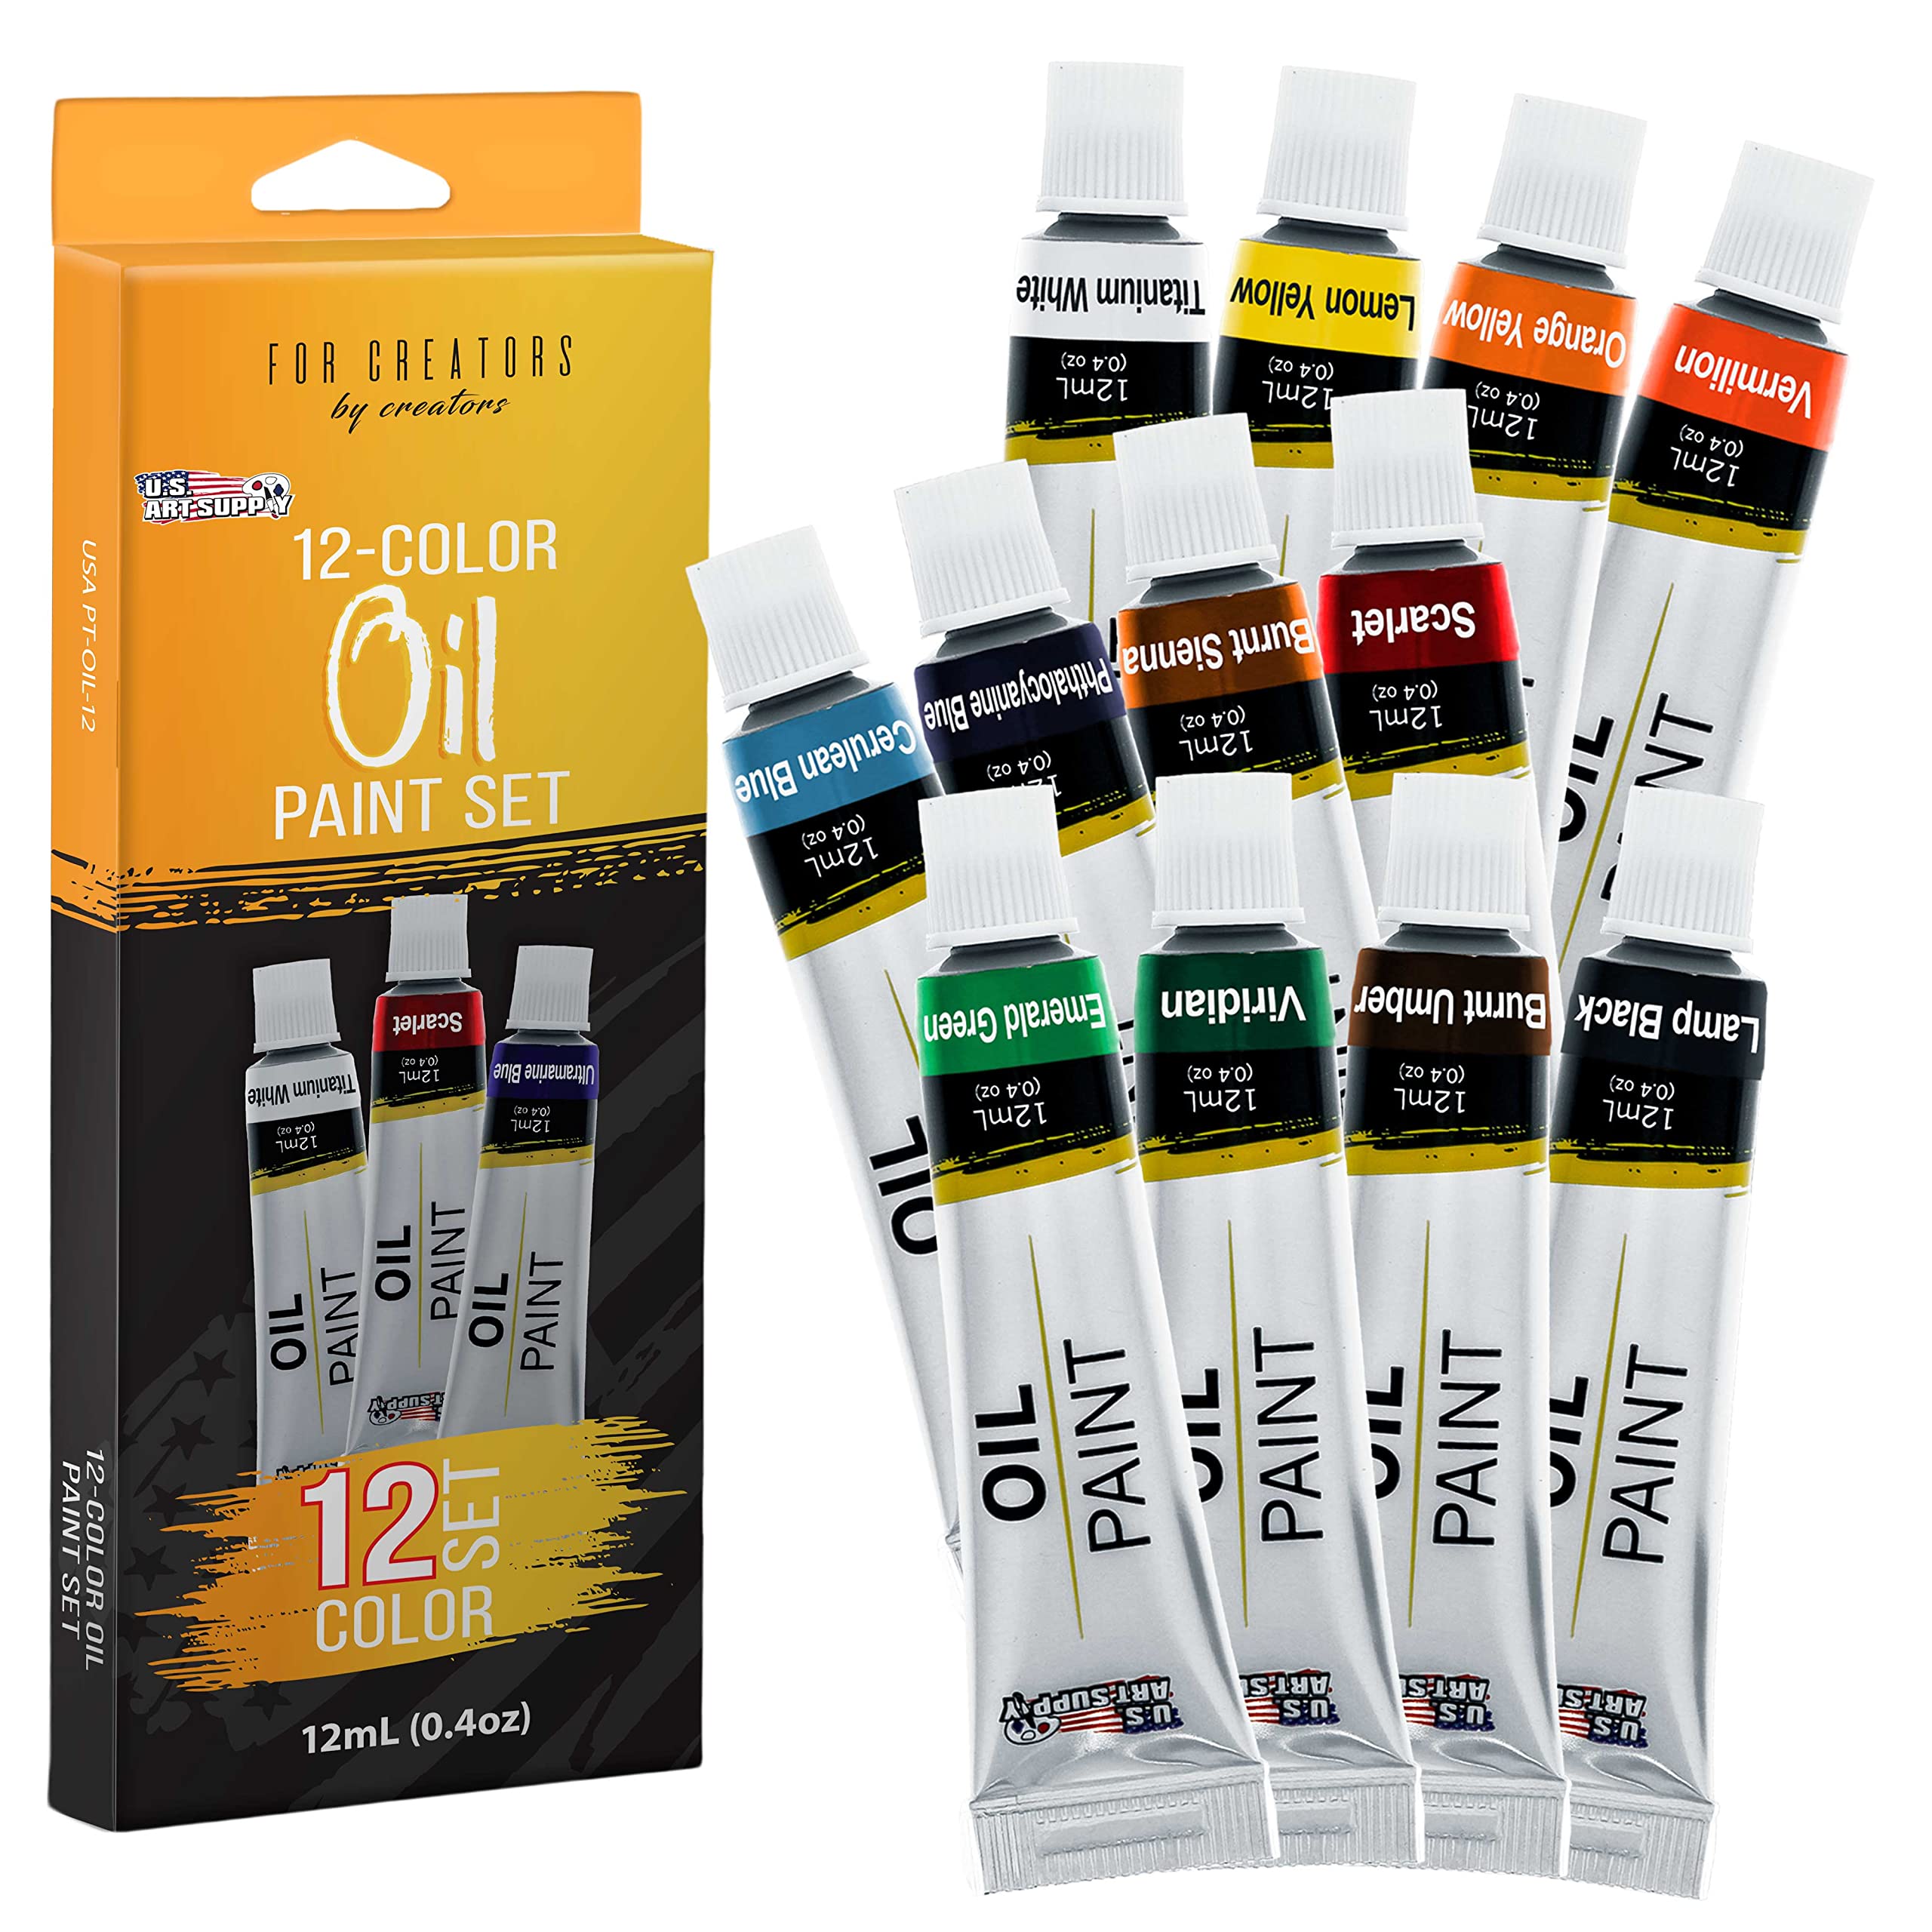 FOR CREATORS
by creators
U.S.
ART SUPPLY
12-COLOR
Oil
PAINT SET
USA PT-OIL-12
12-COLOR OIL
PAINT SET
Titanium White
12mL
(0.4 oz)
OIL
PAINT
Scarlet
12mL
(0.4 oz)
OIL
PAINT
Ultramarine Blue
12mL
(0.4 oz)
OIL
PAINT
12
COLOR
SET
12mL (0.4oz)
Titanium White
12mL
(0.4 oz)
Lemon Yellow
12mL
(0.4 oz)
Orange Yellow
12mL
(0.4 oz)
Vermilion
12mL
(0.4 oz)
OIL
Cerulean Blue
12mL
(0.4 oz)
OIL
Phthalocyanine Blue
(0.4 oz)
Burnt Sienna
12mL
(0.4 oz)
Scarlet
12mL
(0.4 oz)
Emerald Green
12mL
(0.4 oz)
OIL
PAINT
U.S.
ART SUPPLY
Viridian
12mL
(0.4 oz)
OIL
PAINT
U.S.
Burnt Umber
12mL
(0.4 oz)
OIL
PAINT
U.S.
Lamp Black
12mL
(0.4 oz)
OIL
PAINT
U.S.